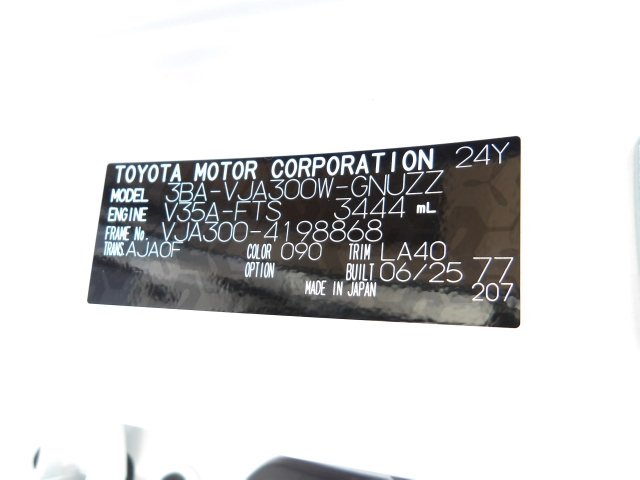 TOYOTA MOTOR CORPORATION 24Y
MODEL 3BA-VJA300W-GNUZZ
ENGINE V35A-FTS 3444 mL
FRAME No. VJA300-4198868
TRANS. AJA0F COLOR 090 TRIM LA40
OPTION BUILT 06/25 77
MADE IN JAPAN 207